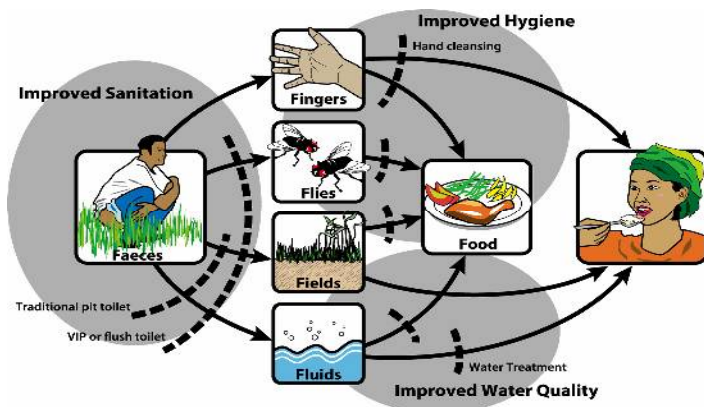 Improved Hygiene
Hand cleansing
Fingers
Improved Sanitation
Flies
Faeces
Food
Fields
Traditional pit toilet
VIP or flush toilet
Fluids
Water Treatment
Improved Water Quality